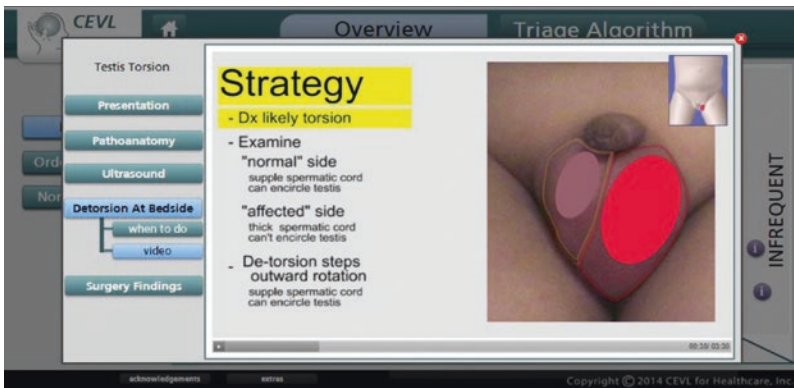 CEVL
Overview
Triage Algorithm
Testis Torsion
Presentation
Pathoanatomy
Ultrasound
Detorsion At Bedside
when to do
video
Surgery Findings
Strategy
- Dx likely torsion
- Examine
"normal" side
supple spermatic cord
can encircle testis
"affected" side
thick spermatic cord
can't encircle testis
- De-torsion steps
outward rotation
supple spermatic cord
can encircle testis
INFREQUENT
acknowledgements
extras
Copyright © 2014 CEVL for Healthcare, Inc